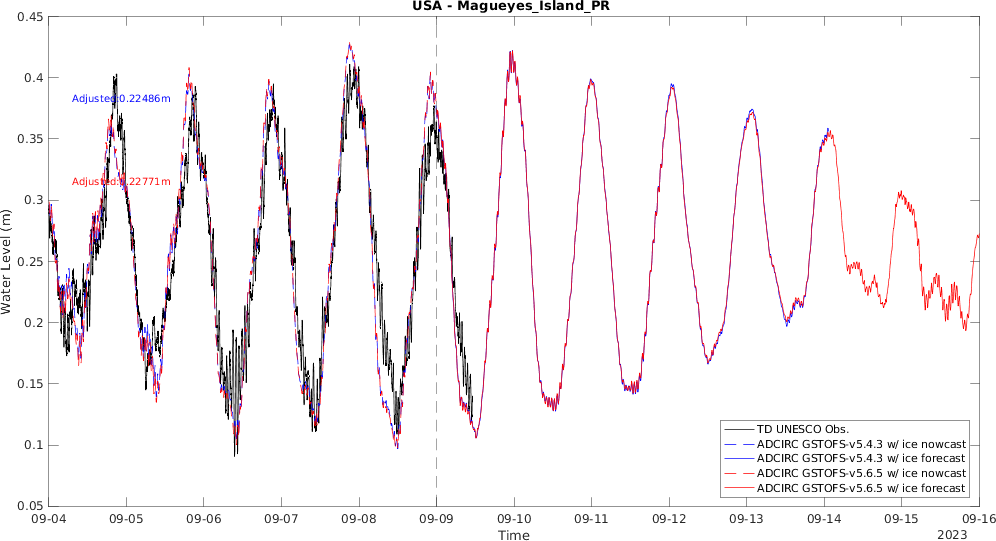 USA - Magueyes_Island_PR
0.45
0.4
0.35
0.3
0.25
0.2
0.15
0.1
0.05
Water Level (m)
Adjusted:0.22486m
Adjusted:0.22771m
TD UNESCO Obs.
ADCIRC GSTOFS-v5.4.3 w/ ice nowcast
ADCIRC GSTOFS-v5.4.3 w/ ice forecast
ADCIRC GSTOFS-v5.6.5 w/ ice nowcast
ADCIRC GSTOFS-v5.6.5 w/ ice forecast
09-04 09-05 09-06 09-07 09-08 09-09 09-10 09-11 09-12 09-13 09-14 09-15 09-16
Time
2023